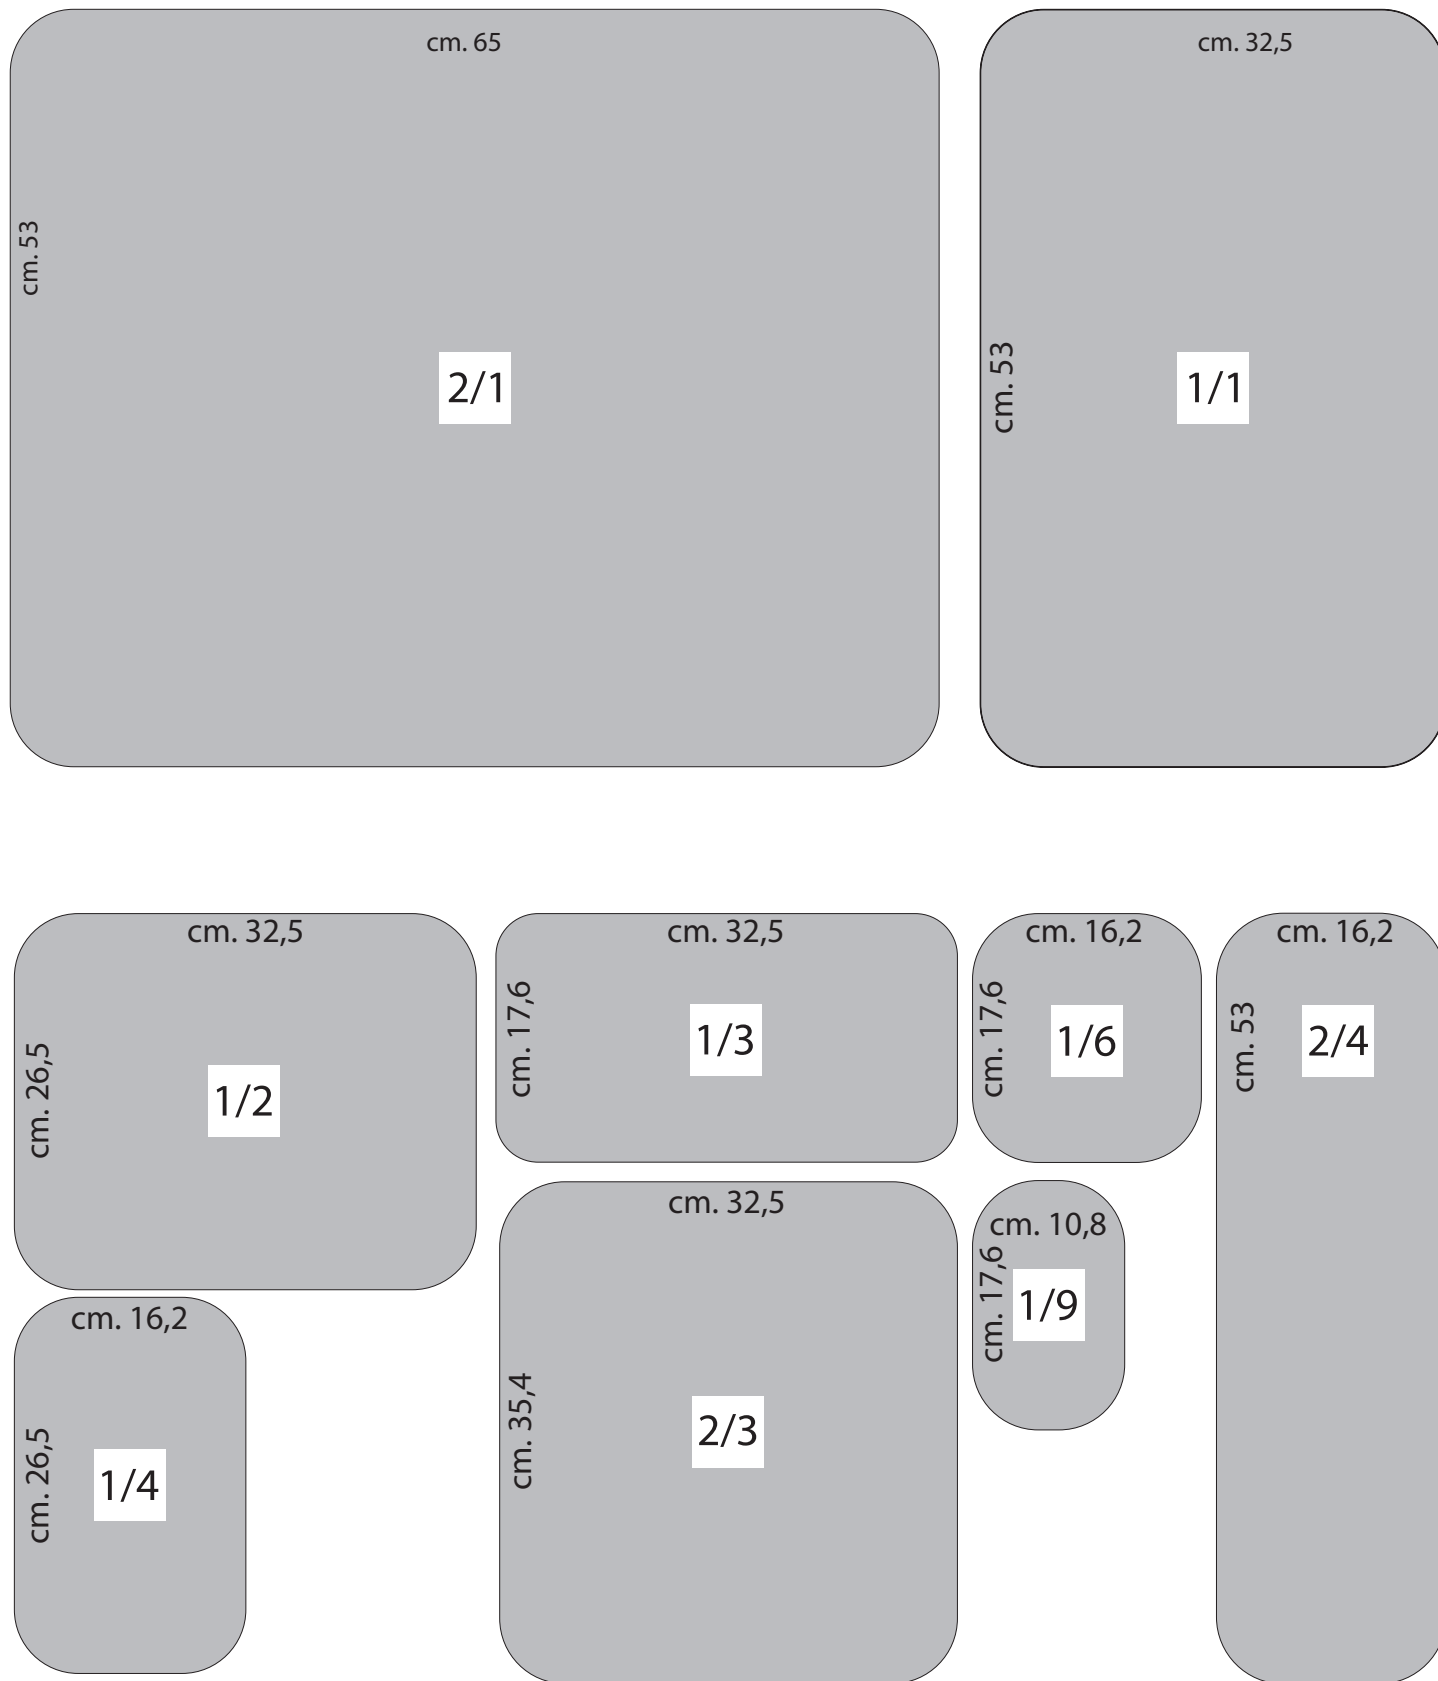 cm. 65
cm. 53
2/1
cm. 32,5
cm. 53
1/1
cm. 32,5
cm. 26,5
1/2
cm. 32,5
cm. 17,6
1/3
cm. 16,2
cm. 17,6
1/6
cm. 16,2
cm. 53
2/4
cm. 16,2
cm. 26,5
1/4
cm. 32,5
cm. 35,4
2/3
cm. 10,8
cm. 17,6
1/9